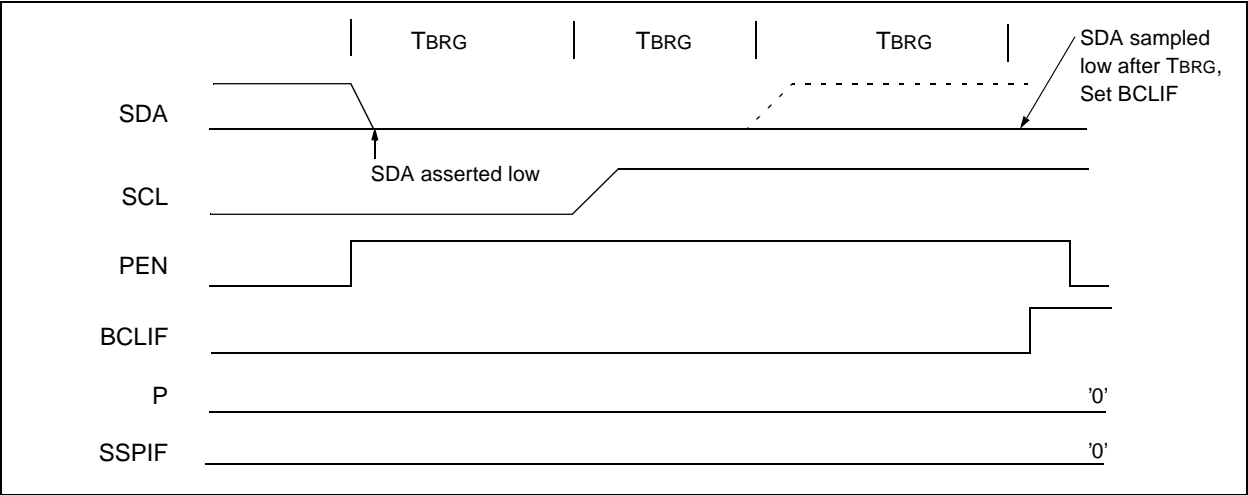 TBRG
TBRG
TBRG
SDA sampled
low after TBRG,
Set BCLIF
SDA
SDA asserted low
SCL
PEN
BCLIF
P
'0'
SSPIF
'0'